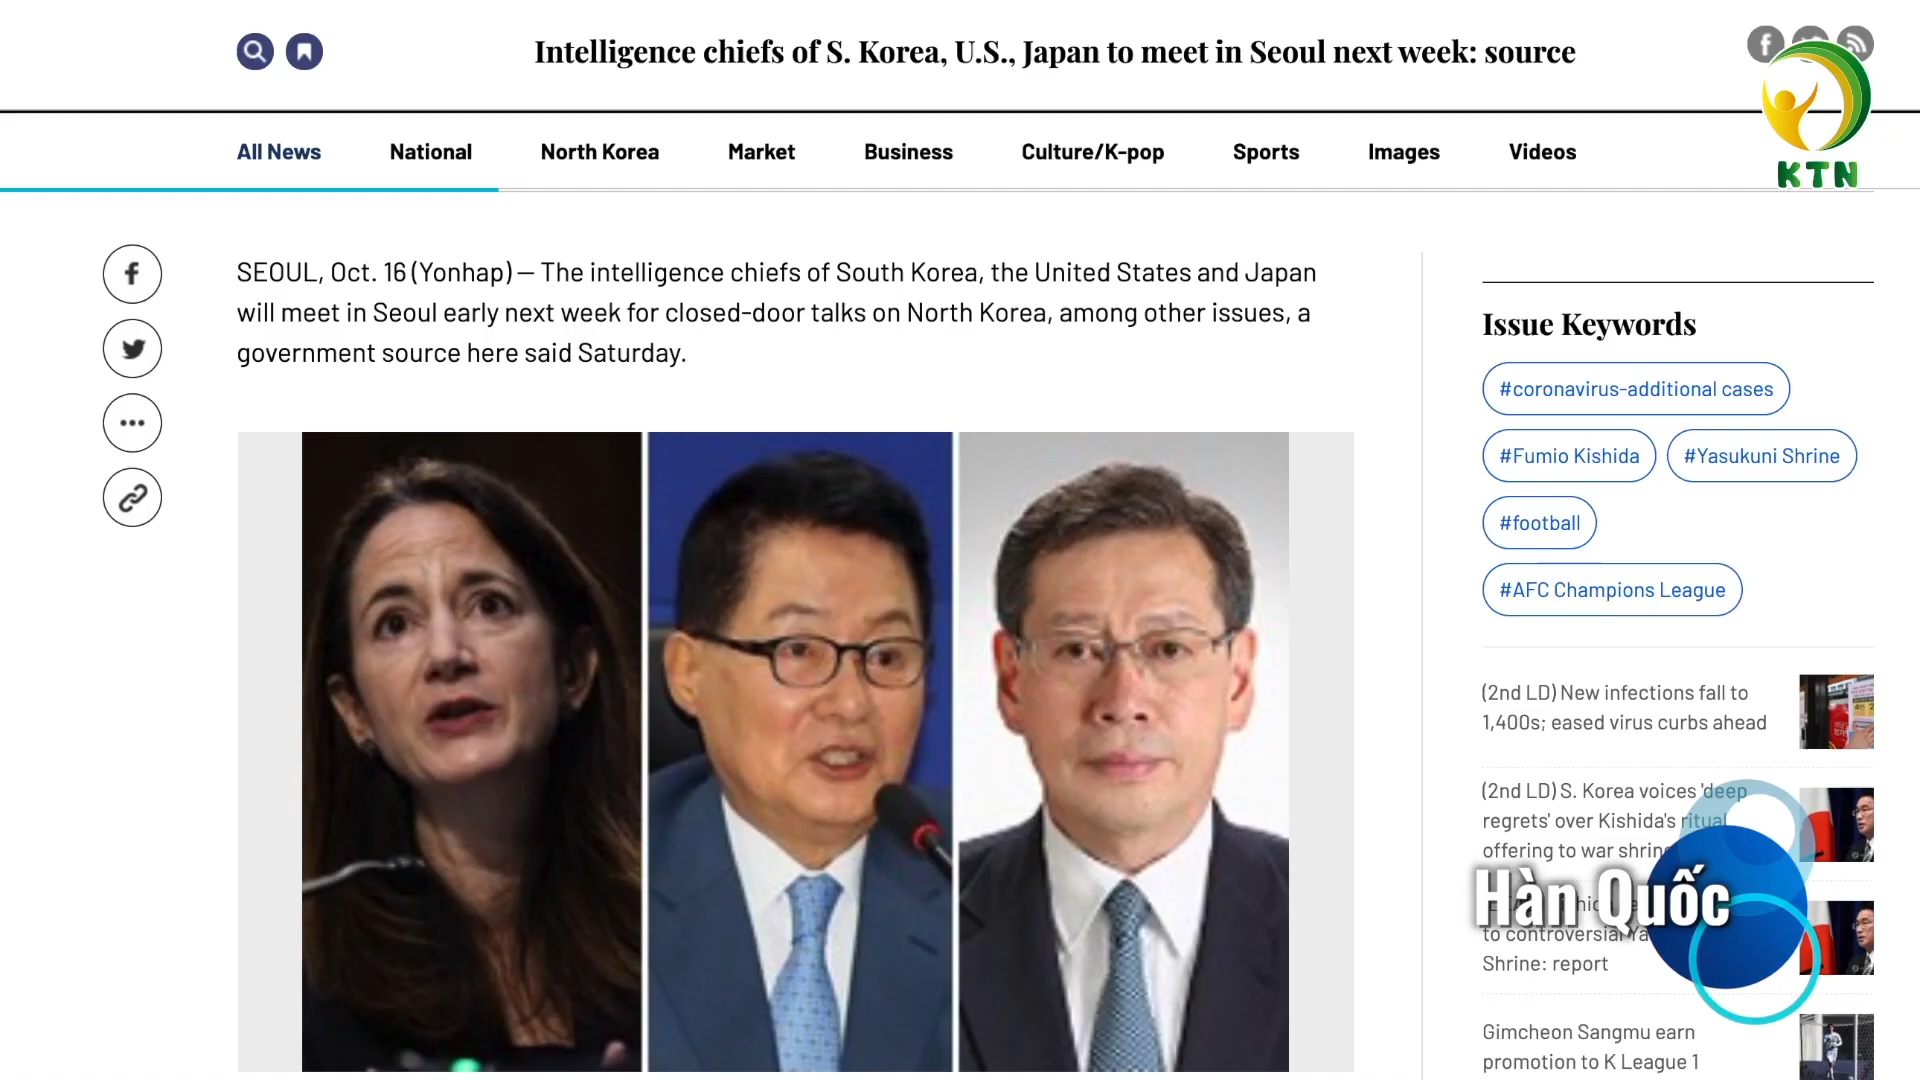 Intelligence chiefs of S. Korea, U.S., Japan to meet in Seoul next week: source
KTN
All News National North Korea Market Business Culture/K-pop Sports Images Videos
SEOUL, Oct. 16 (Yonhap) — The intelligence chiefs of South Korea, the United States and Japan
will meet in Seoul early next week for closed-door talks on North Korea, among other issues, a
government source here said Saturday.
Issue Keywords
#coronavirus-additional cases
#Fumio Kishida #Yasukuni Shrine
#football
#AFC Champions League
(2nd LD) New infections fall to
1,400s; eased virus curbs ahead
(2nd LD) S. Korea voices 'deep
regrets' over Kishida's ritual
offering to war shrine
Hàn Quốc
to controversial
Shrine: report
Gimcheon Sangmu earn
promotion to K League 1